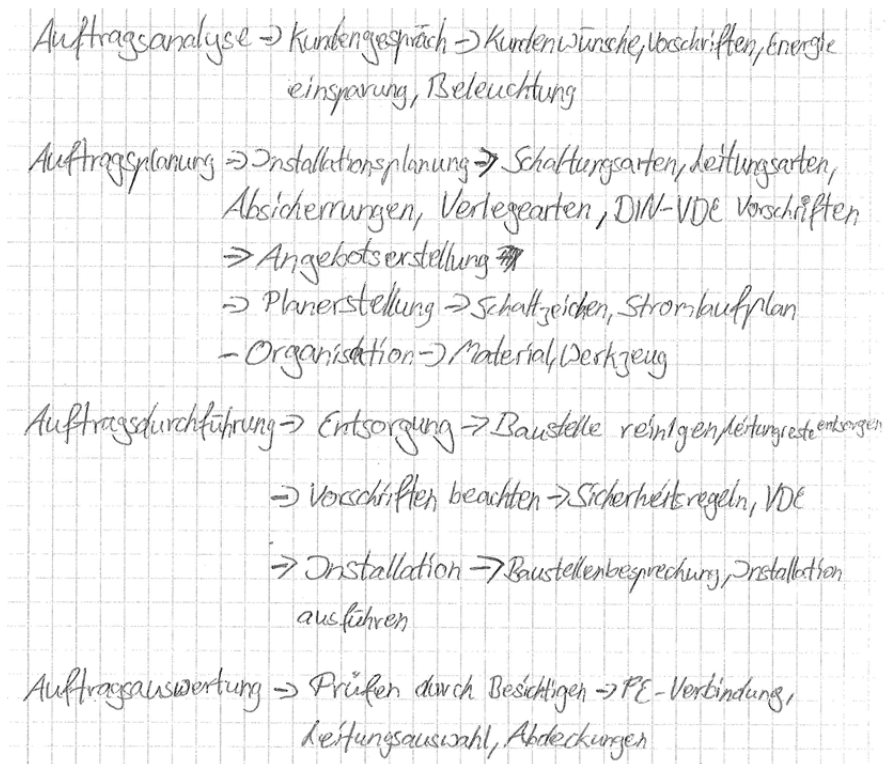 Auftragsanalyse → Kundengespräch → Kundenwünsche, Vorschriften, Energie
einsparung, Beleuchtung
Auftragsplanung → Installationsplanung → Schaltungsarten, Leitungsarten,
Absicherrungen, Verlegearten, DIN-VDE Vorschriften
→ Angebotserstellung
→ Planerstellung → Schaltzeichen, Stromlaufplan
- Organisation → Material, Werkzeug
Auftragsdurchführung → Entsorgung → Baustelle reinigen, Leitungreste entsorgen
→ Vorschriften beachten → Sicherheitsregeln, VDE
→ Installation → Baustellenbesprechung, Installation
ausführen
Auftragsauswertung → Prüfen durch Besichtigen → PE-Verbindung,
Leitungsauswahl, Abdeckungen